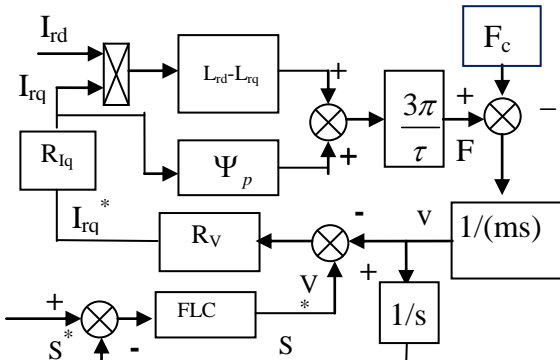 I_rd
I_rq
L_rd-L_rq
+
F_c
R_Iq
Ψ_p
+
3π/τ
+
F
−
I_rq*
R_V
-
v
1/(ms)
+
V*
+
S*
-
FLC
S
1/s